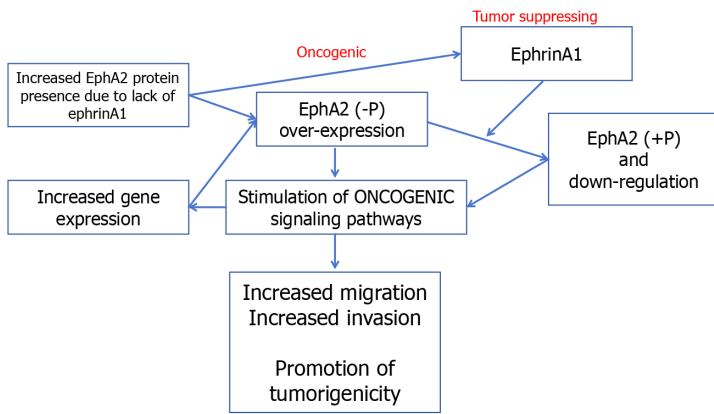 Tumor suppressing
Oncogenic
EphrinA1
Increased EphA2 protein
presence due to lack of
ephrinA1
EphA2 (-P)
over-expression
EphA2 (+P)
and
down-regulation
Increased gene
expression
Stimulation of ONCOGENIC
signaling pathways
Increased migration
Increased invasion
Promotion of
tumorigenicity